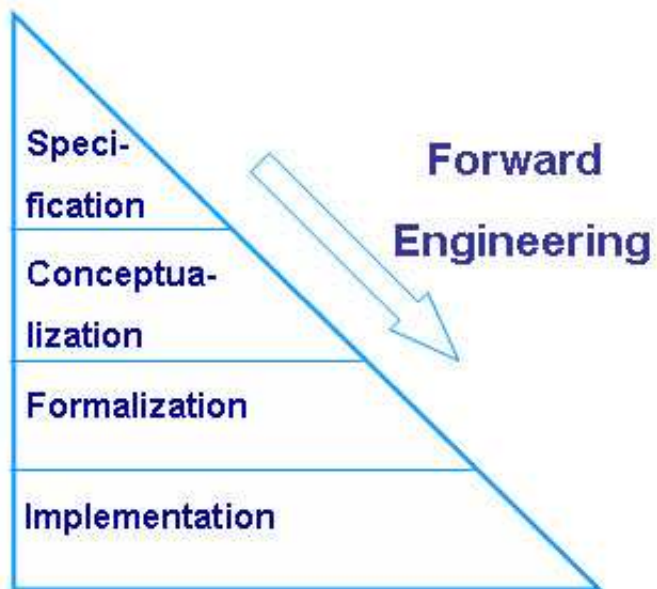 Speci-
fication
Conceptua-
lization
Formalization
Implementation
Forward
Engineering